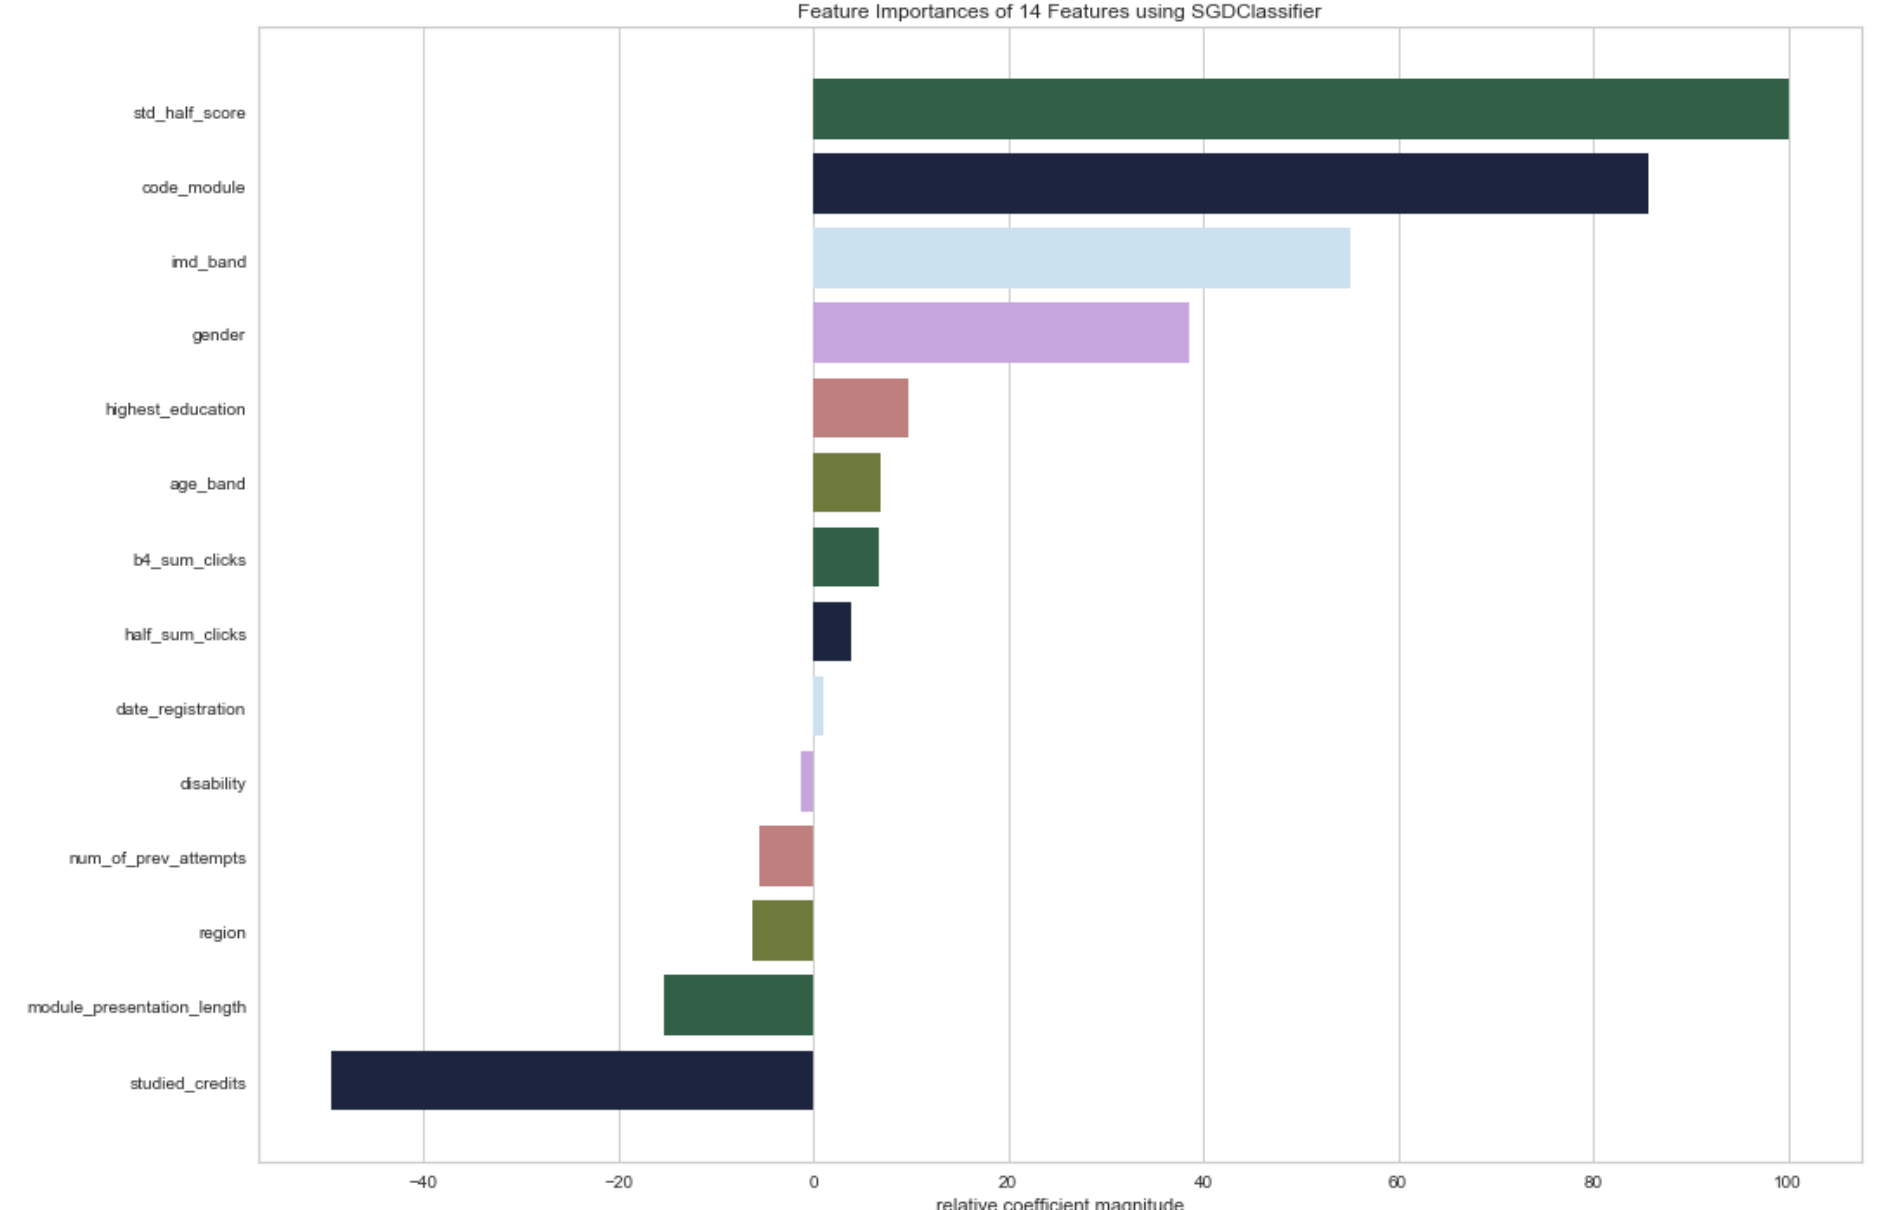 Feature Importances of 14 Features using SGDClassifier
std_half_score
code_module
imd_band
gender
highest_education
age_band
b4_sum_clicks
half_sum_clicks
date_registration
disability
num_of_prev_attempts
region
module_presentation_length
studied_credits
−40 −20 0 20 40 60 80 100
relative coefficient magnitude